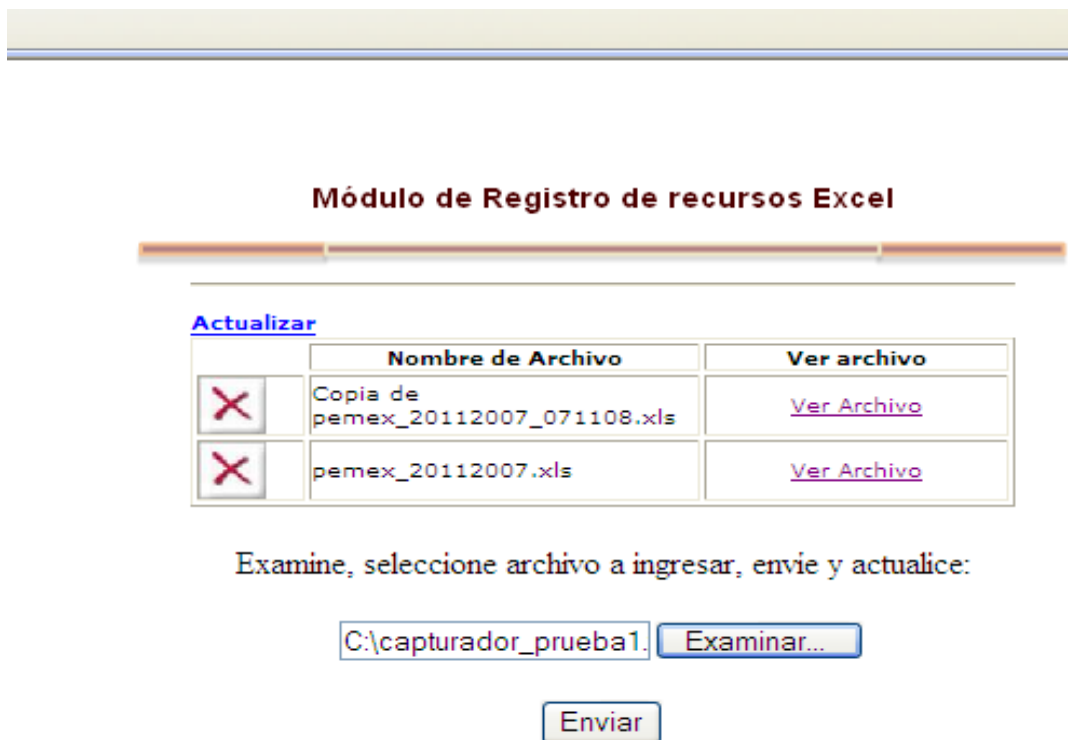 Módulo de Registro de recursos Excel
Actualizar
Nombre de Archivo Ver archivo
Copia de
pemex_20112007_071108.xls Ver Archivo
pemex_20112007.xls Ver Archivo
Examine, seleccione archivo a ingresar, envíe y actualice:
C:\capturador_prueba1. Examinar...
Enviar